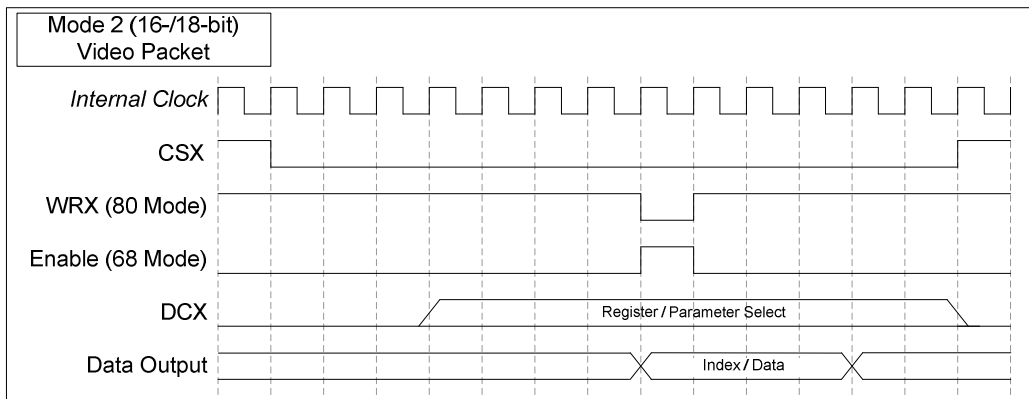 Mode 2 (16-/18-bit)
Video Packet
Internal Clock
CSX
WRX (80 Mode)
Enable (68 Mode)
DCX
Register / Parameter Select
Data Output
Index / Data